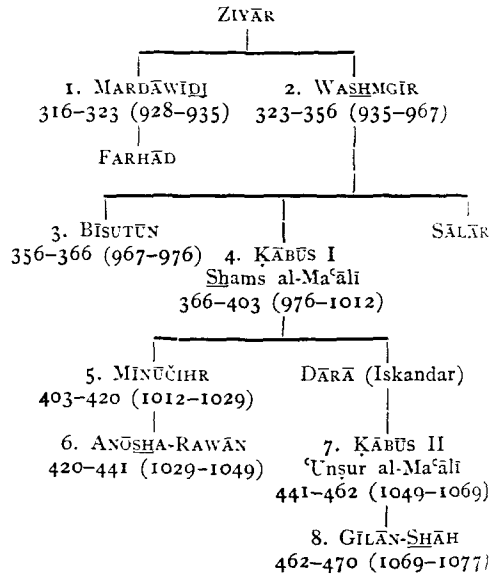 ZIYĀR
1. MARDĀWĪDJ 2. WASHMGĪR
316–323 (928–935) 323–356 (935–967)
FARHĀD
3. BĪSUTŪN SĀLĀR
356–366 (967–976) 4. ḲĀBŪS I
Shams al-Maʿālī
366–403 (976–1012)
5. MĪNŪČIHR DĀRĀ (Iskandar)
403–420 (1012–1029)
6. ANŌSHA-RAWĀN 7. ḲĀBŪS II
420–441 (1029–1049) ʿUnṣur al-Maʿālī
441–462 (1049–1069)
8. GĪLĀN-SHĀH
462–470 (1069–1077)